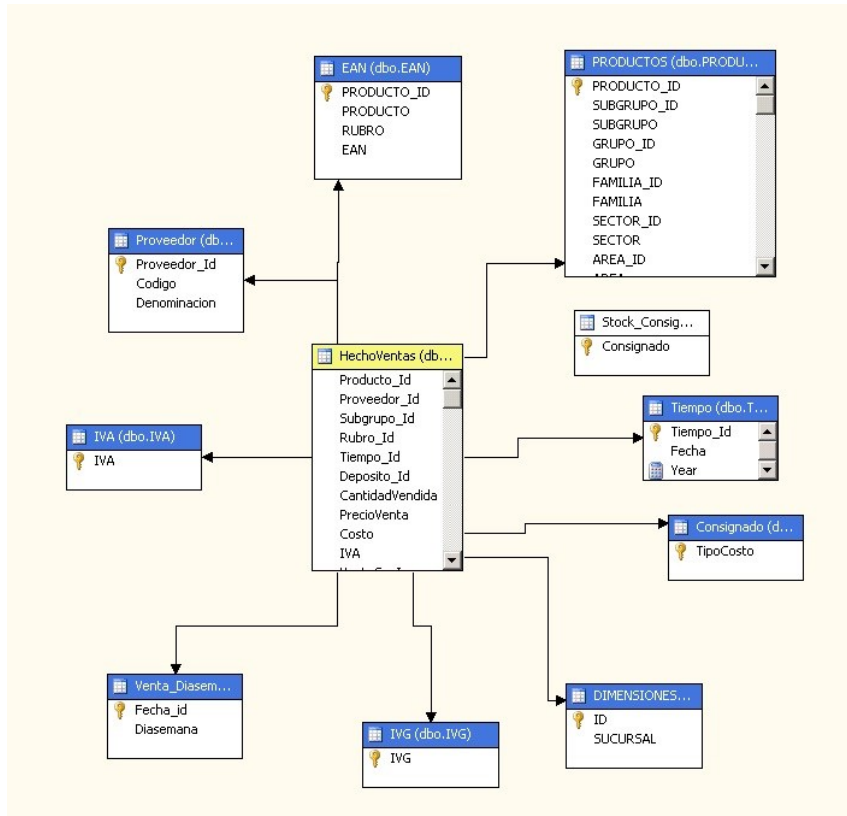 EAN (dbo.EAN)
PRODUCTO_ID
PRODUCTO
RUBRO
EAN
PRODUCTOS (dbo.PRODU...
PRODUCTO_ID
SUBGRUPO_ID
SUBGRUPO
GRUPO_ID
GRUPO
FAMILIA_ID
FAMILIA
SECTOR_ID
SECTOR
AREA_ID
Proveedor (db...
Proveedor_Id
Codigo
Denominacion
Stock_Consig...
Consignado
HechoVentas (db...
Producto_Id
Proveedor_Id
Subgrupo_Id
Rubro_Id
Tiempo_Id
Deposito_Id
CantidadVendida
PrecioVenta
Costo
IVA
Tiempo (dbo.T...
Tiempo_Id
Fecha
Year
IVA (dbo.IVA)
IVA
Consignado (d...
TipoCosto
Venta_Diasem...
Fecha_id
Diasemana
IVG (dbo.IVG)
IVG
DIMENSIONES...
ID
SUCURSAL